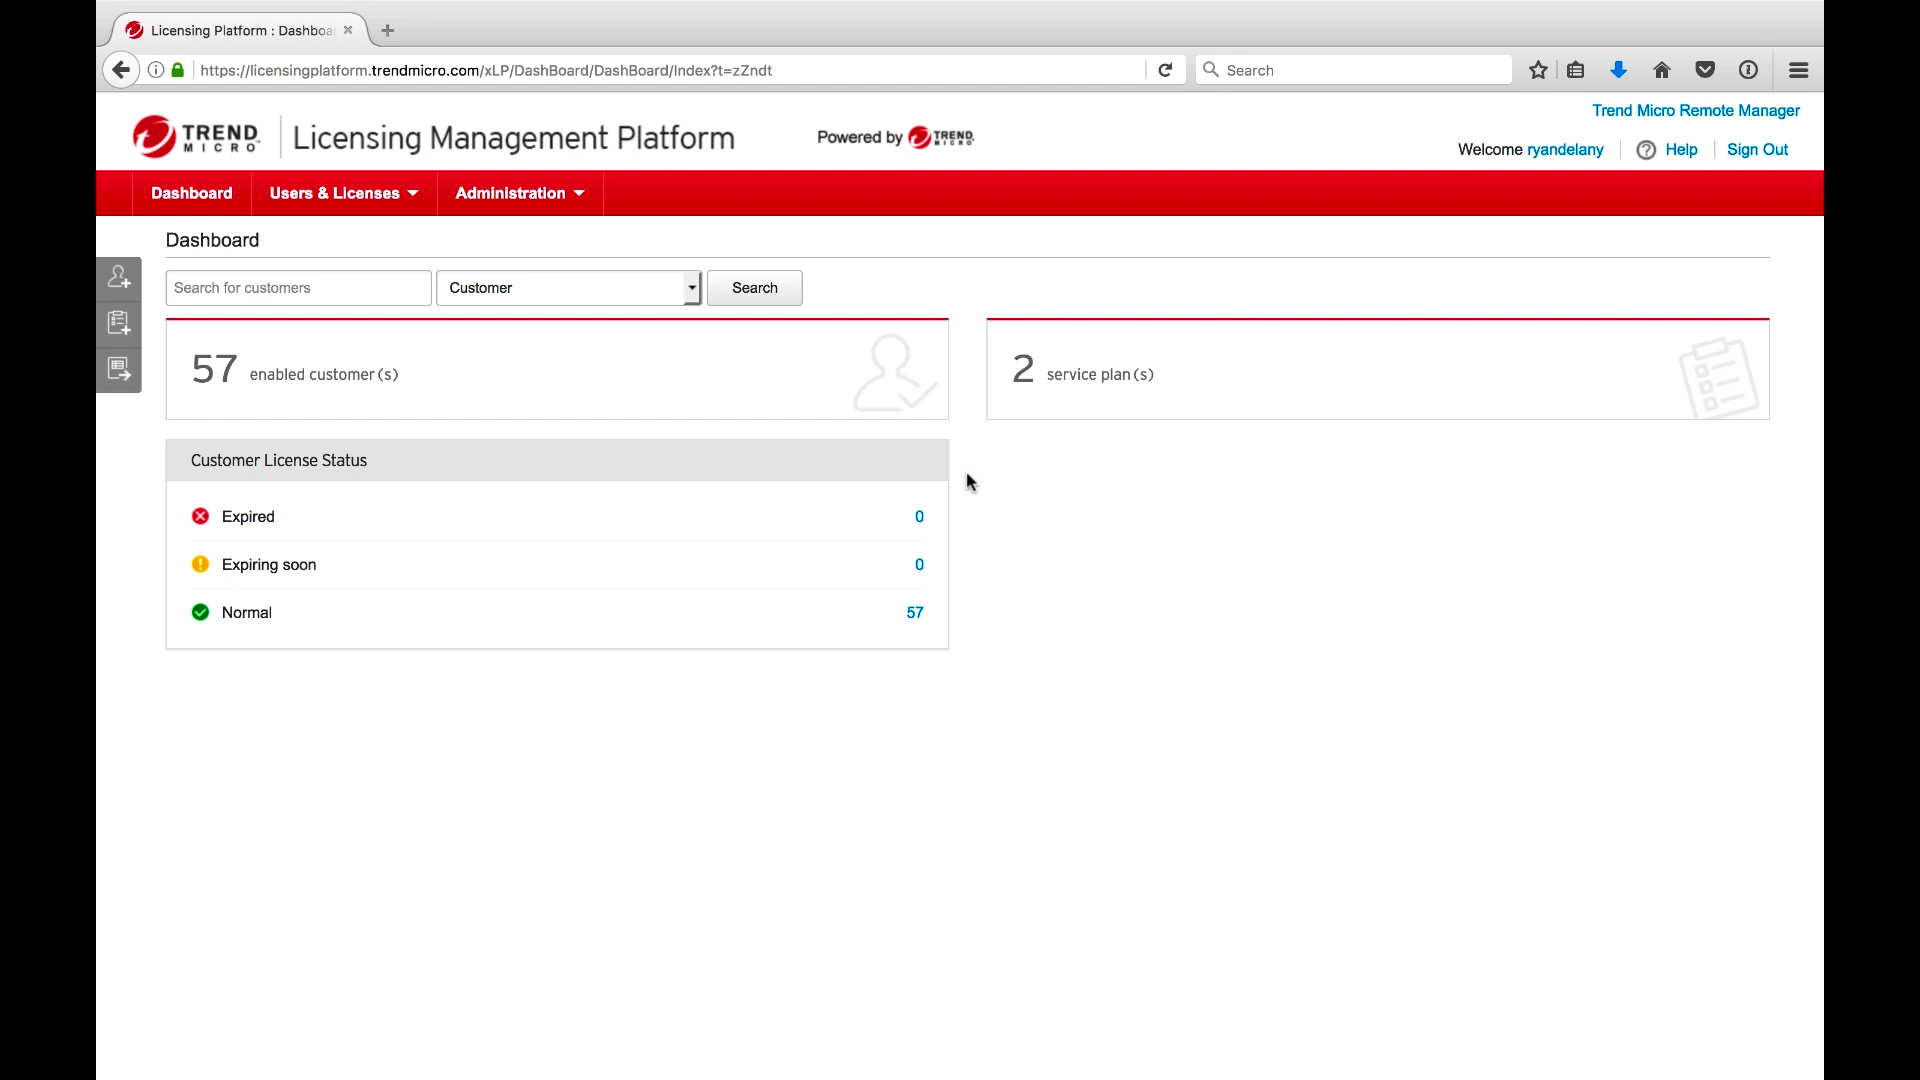 Licensing Platform : Dashboa
https://licensingplatform.trendmicro.com/xLP/DashBoard/DashBoard/Index?t=zZndt
Search
Trend Micro Remote Manager
TREND MICRO
Licensing Management Platform
Powered by TREND MICRO
Welcome ryandelany
Help
Sign Out
Dashboard
Users & Licenses
Administration
Dashboard
Search for customers
Customer
Search
57 enabled customer(s)
2 service plan(s)
Customer License Status
Expired 0
Expiring soon 0
Normal 57